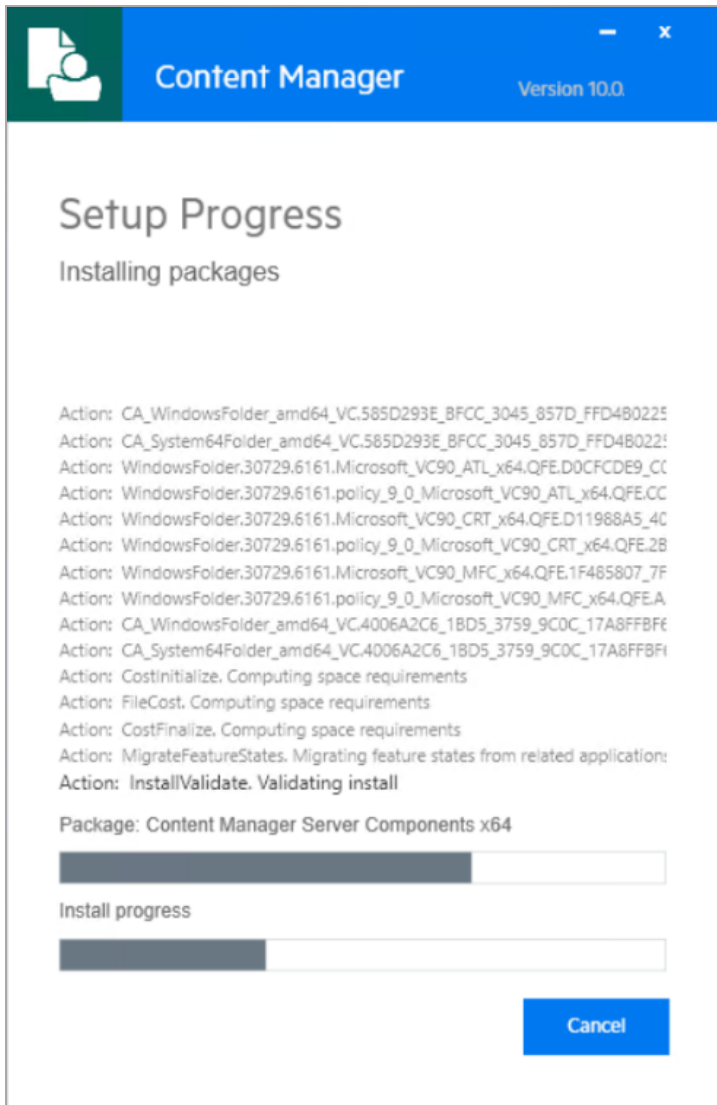 Content Manager
Version 10.0.
Setup Progress
Installing packages
Action: CA_WindowsFolder_amd64_VC.585D293E_BFCC_3045_857D_FFD4B0225
Action: CA_System64Folder_amd64_VC.585D293E_BFCC_3045_857D_FFD4B0225
Action: WindowsFolder.30729.6161.Microsoft_VC90_ATL_x64.QFE.D0CFCDE9_C0
Action: WindowsFolder.30729.6161.policy_9_0_Microsoft_VC90_ATL_x64.QFE.CC
Action: WindowsFolder.30729.6161.Microsoft_VC90_CRT_x64.QFE.D11988A5_40
Action: WindowsFolder.30729.6161.policy_9_0_Microsoft_VC90_CRT_x64.QFE.2B
Action: WindowsFolder.30729.6161.Microsoft_VC90_MFC_x64.QFE.1F485807_7F
Action: WindowsFolder.30729.6161.policy_9_0_Microsoft_VC90_MFC_x64.QFE.A
Action: CA_WindowsFolder_amd64_VC.4006A2C6_1BD5_3759_9C0C_17A8FFBF6
Action: CA_System64Folder_amd64_VC.4006A2C6_1BD5_3759_9C0C_17A8FFBF6
Action: CostInitialize. Computing space requirements
Action: FileCost. Computing space requirements
Action: CostFinalize. Computing space requirements
Action: MigrateFeatureStates. Migrating feature states from related applications
Action: InstallValidate. Validating install
Package: Content Manager Server Components x64
Install progress
Cancel